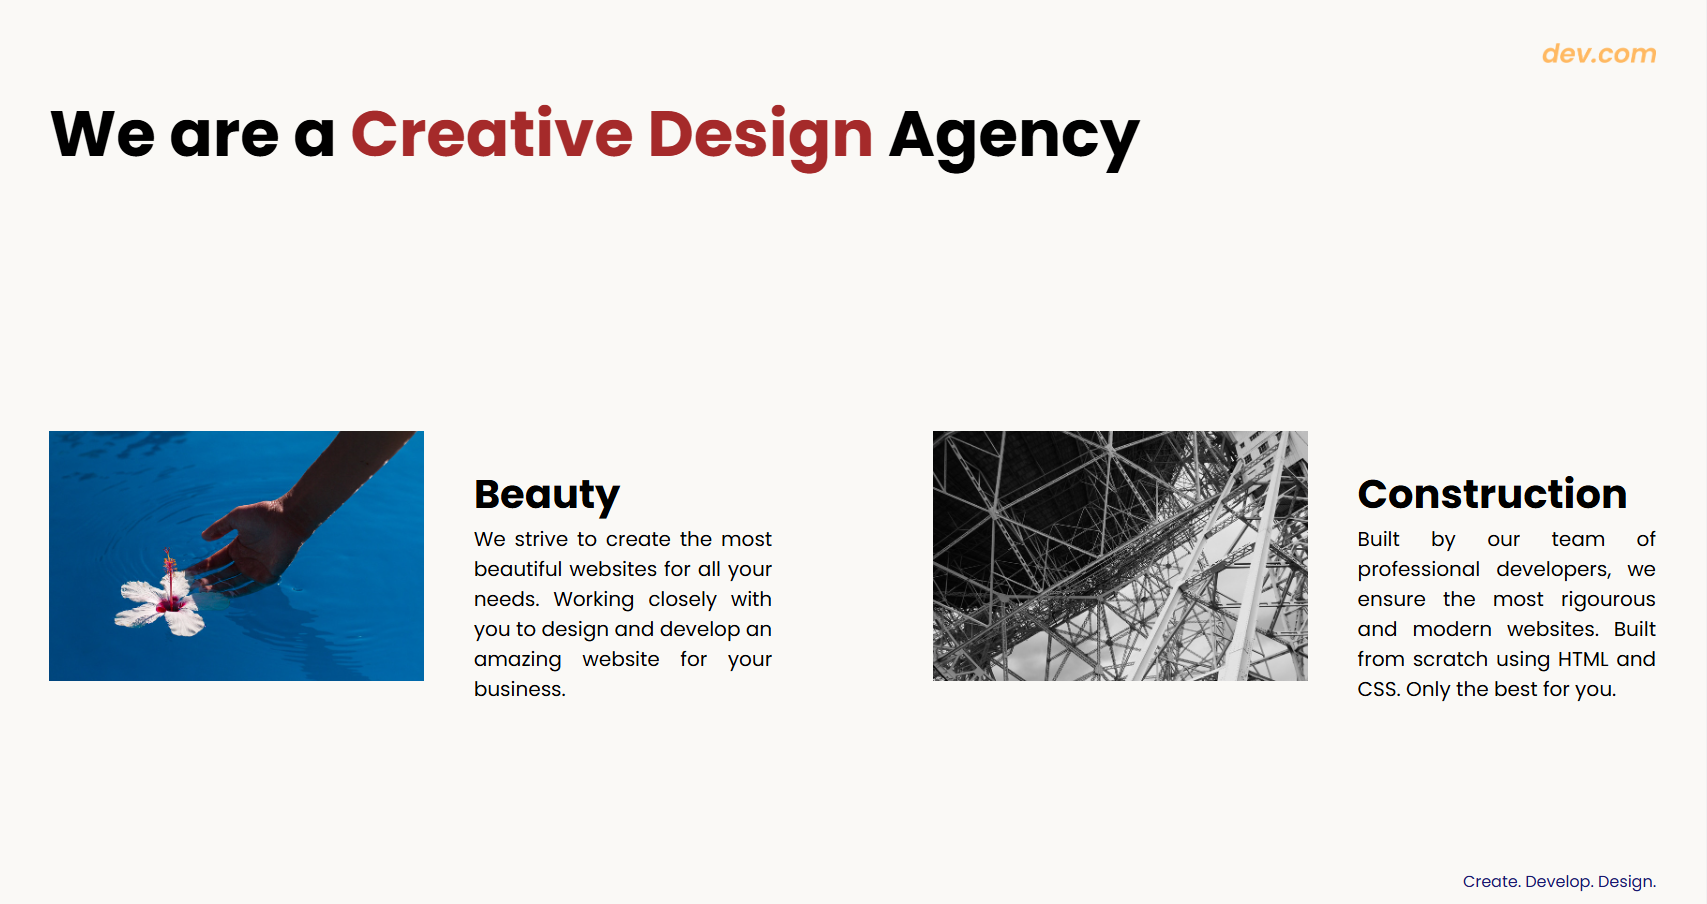 dev.com
We are a Creative Design Agency
Beauty
We strive to create the most
beautiful websites for all your
needs. Working closely with
you to design and develop an
amazing website for your
business.
Construction
Built by our team of
professional developers, we
ensure the most rigourous
and modern websites. Built
from scratch using HTML and
CSS. Only the best for you.
Create. Develop. Design.